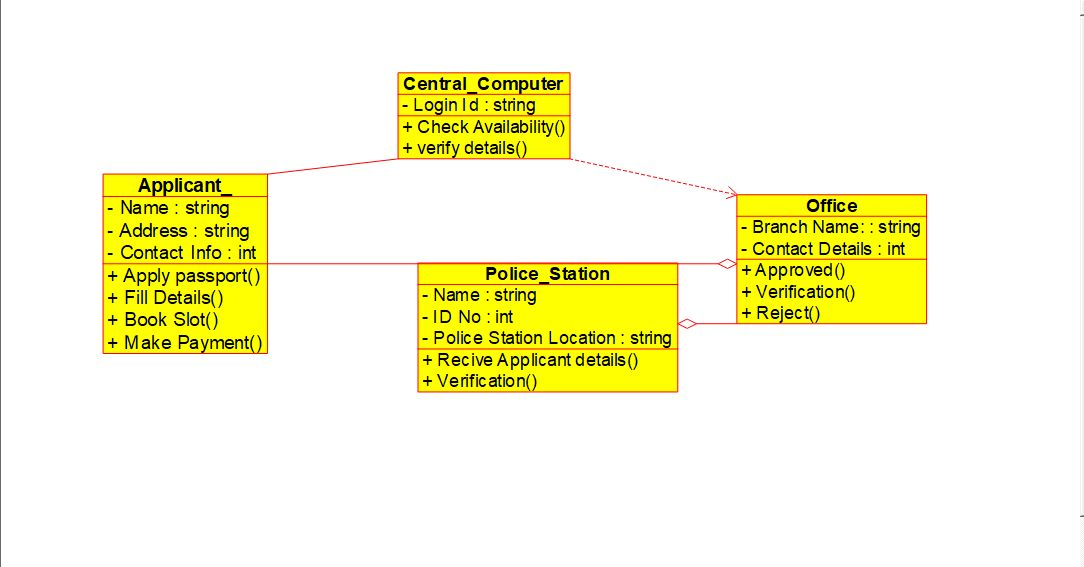 Central_Computer
- Login Id : string
+ Check Availability()
+ verify details()
Applicant_
- Name : string
- Address : string
- Contact Info : int
+ Apply passport()
+ Fill Details()
+ Book Slot()
+ Make Payment()
Office
- Branch Name: : string
- Contact Details : int
+ Approved()
+ Verification()
+ Reject()
Police_Station
- Name : string
- ID No : int
- Police Station Location : string
+ Recive Applicant details()
+ Verification()